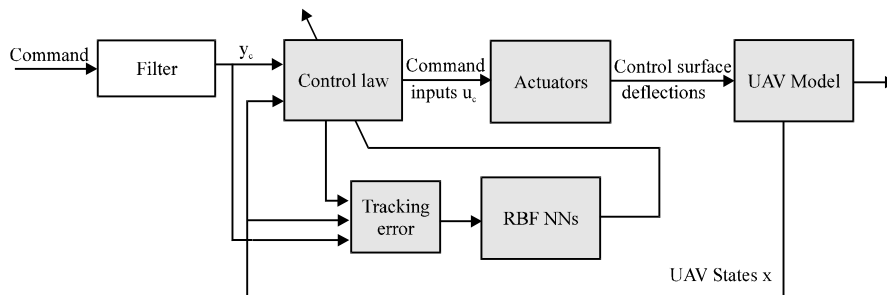 Command
Filter
y_c
Control law
Command
inputs u_c
Actuators
Control surface
deflections
UAV Model
Tracking
error
RBF NNs
UAV States x